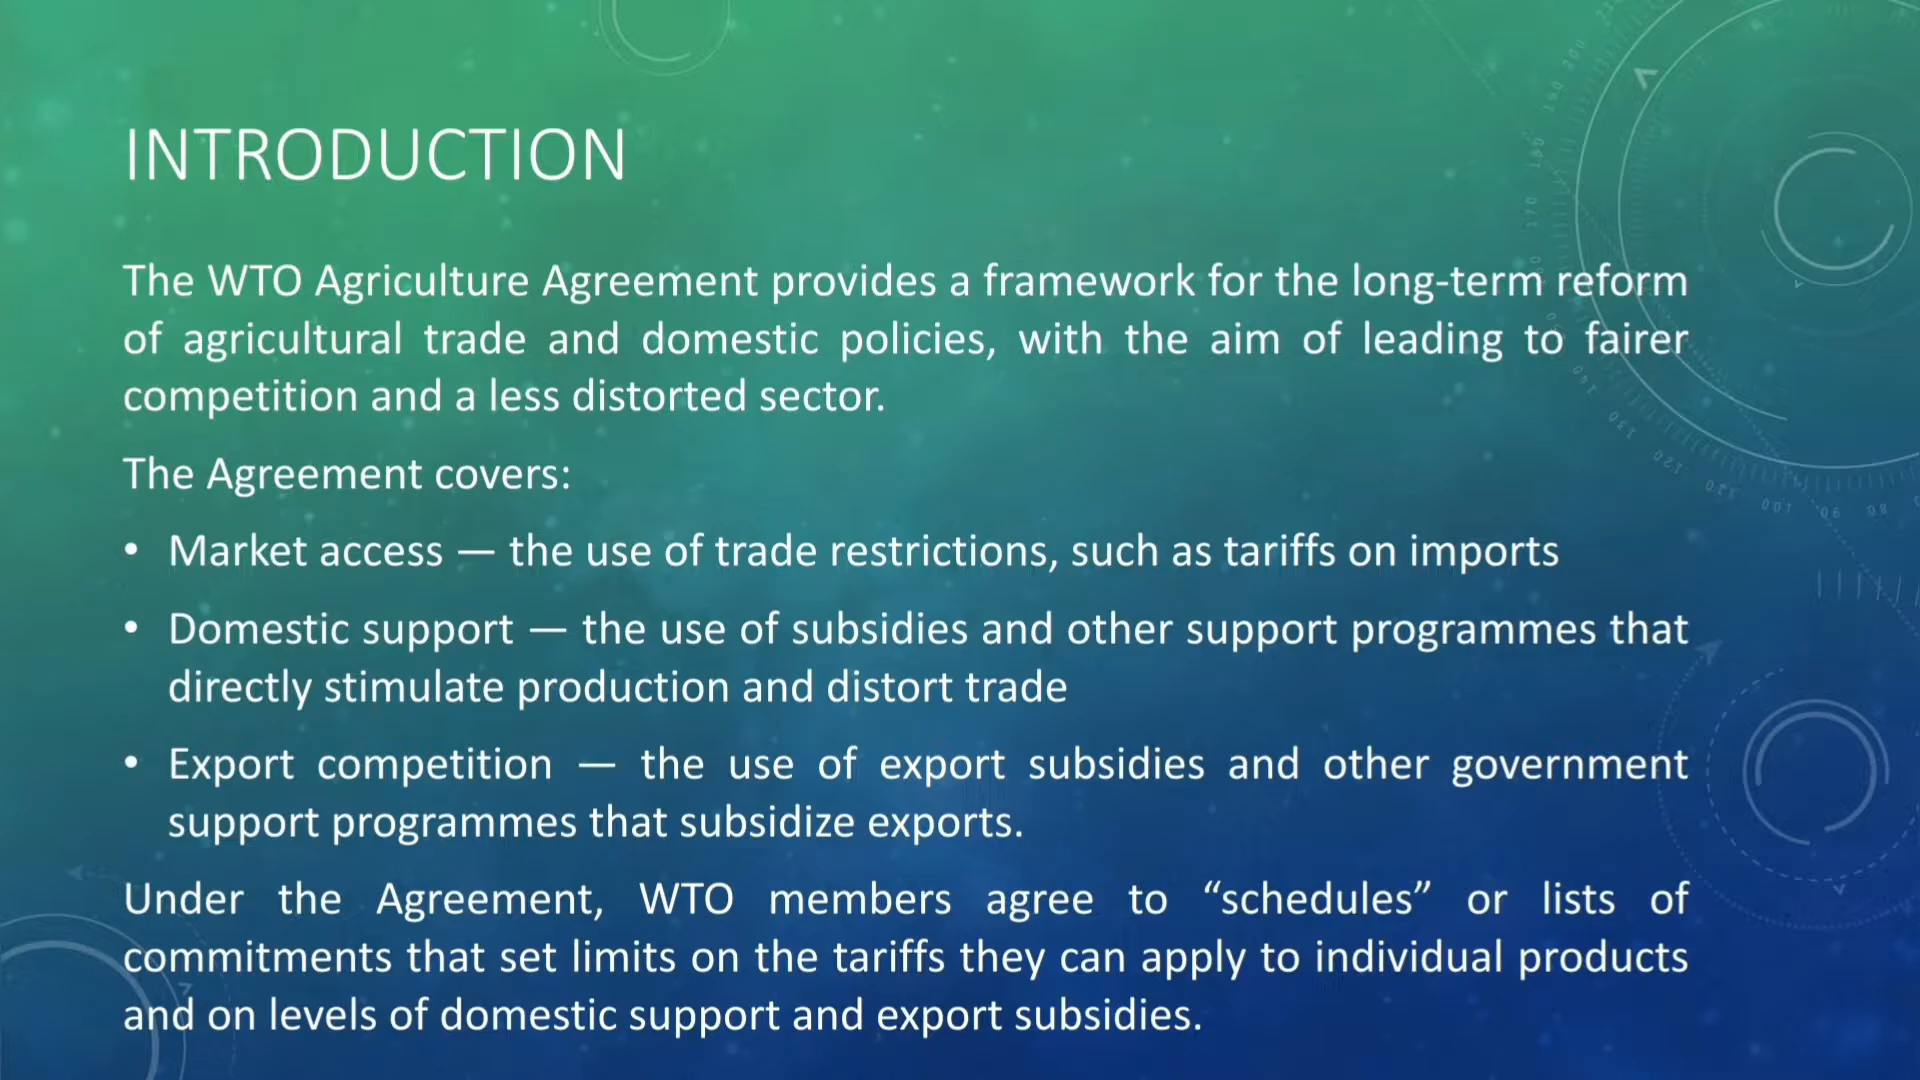 INTRODUCTION
The WTO Agriculture Agreement provides a framework for the long-term reform
of agricultural trade and domestic policies, with the aim of leading to fairer
competition and a less distorted sector.
The Agreement covers:
• Market access — the use of trade restrictions, such as tariffs on imports
• Domestic support — the use of subsidies and other support programmes that
directly stimulate production and distort trade
• Export competition — the use of export subsidies and other government
support programmes that subsidize exports.
Under the Agreement, WTO members agree to “schedules” or lists of
commitments that set limits on the tariffs they can apply to individual products
and on levels of domestic support and export subsidies.